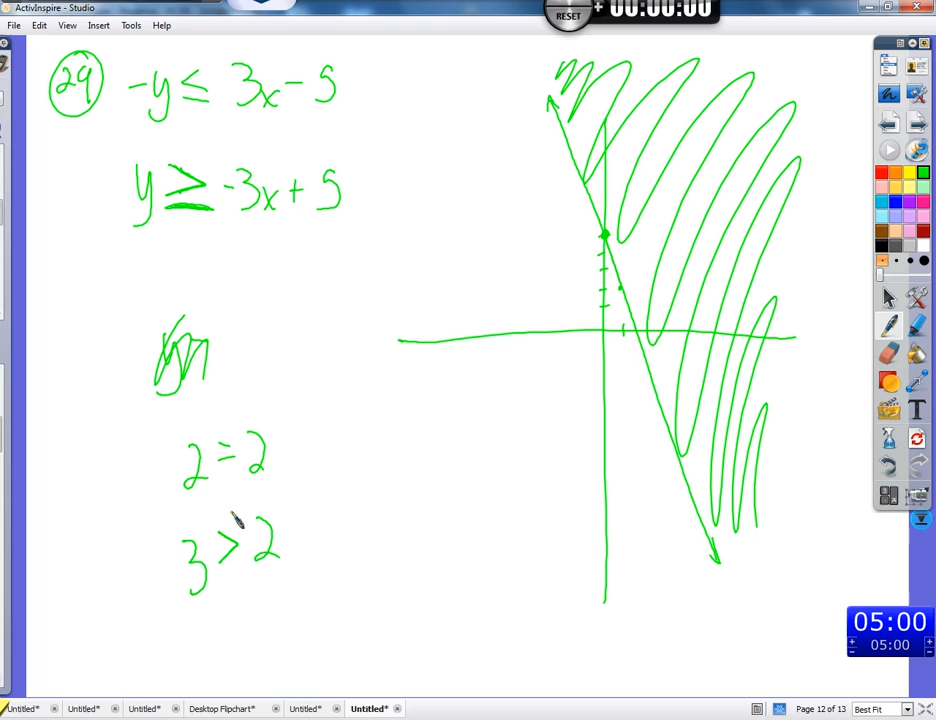 ActivInspire - Studio
RESET
00:00:00
File Edit View Insert Tools Help
29 -y ≤ 3x - 5
y ≥ -3x + 5
2 = 2
3 > 2
05:00
05:00
Untitled* Untitled* Untitled* Desktop Flipchart* Untitled* Untitled*
Page 12 of 13 Best Fit